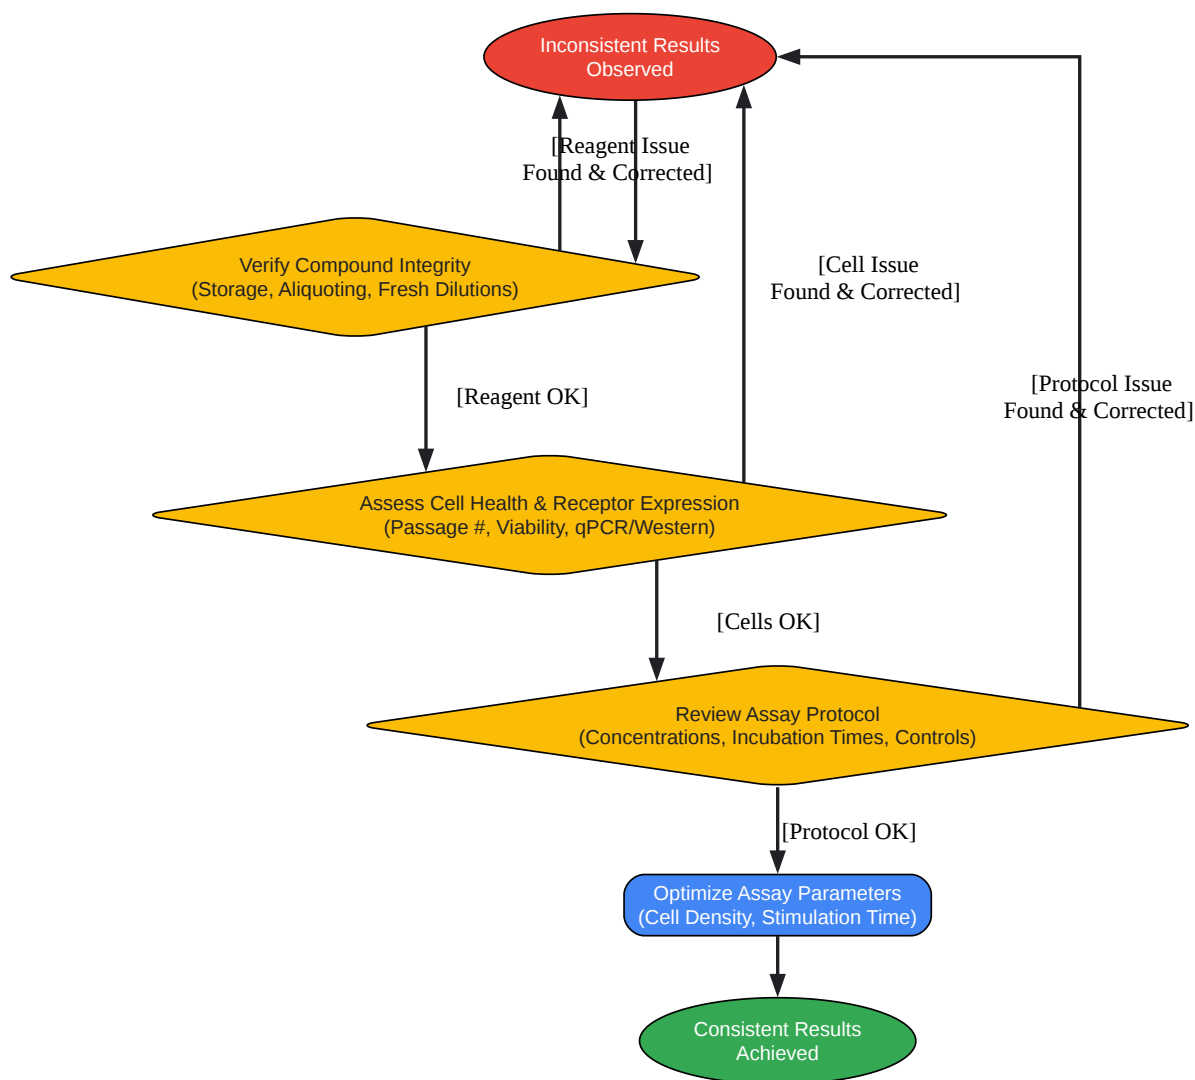 Inconsistent Results
Observed
[Reagent Issue
Found & Corrected]
Verify Compound Integrity
(Storage, Aliquoting, Fresh Dilutions)
[Cell Issue
Found & Corrected]
[Reagent OK]
[Protocol Issue
Found & Corrected]
Assess Cell Health & Receptor Expression
(Passage #, Viability, qPCR/Western)
[Cells OK]
Review Assay Protocol
(Concentrations, Incubation Times, Controls)
[Protocol OK]
Optimize Assay Parameters
(Cell Density, Stimulation Time)
Consistent Results
Achieved